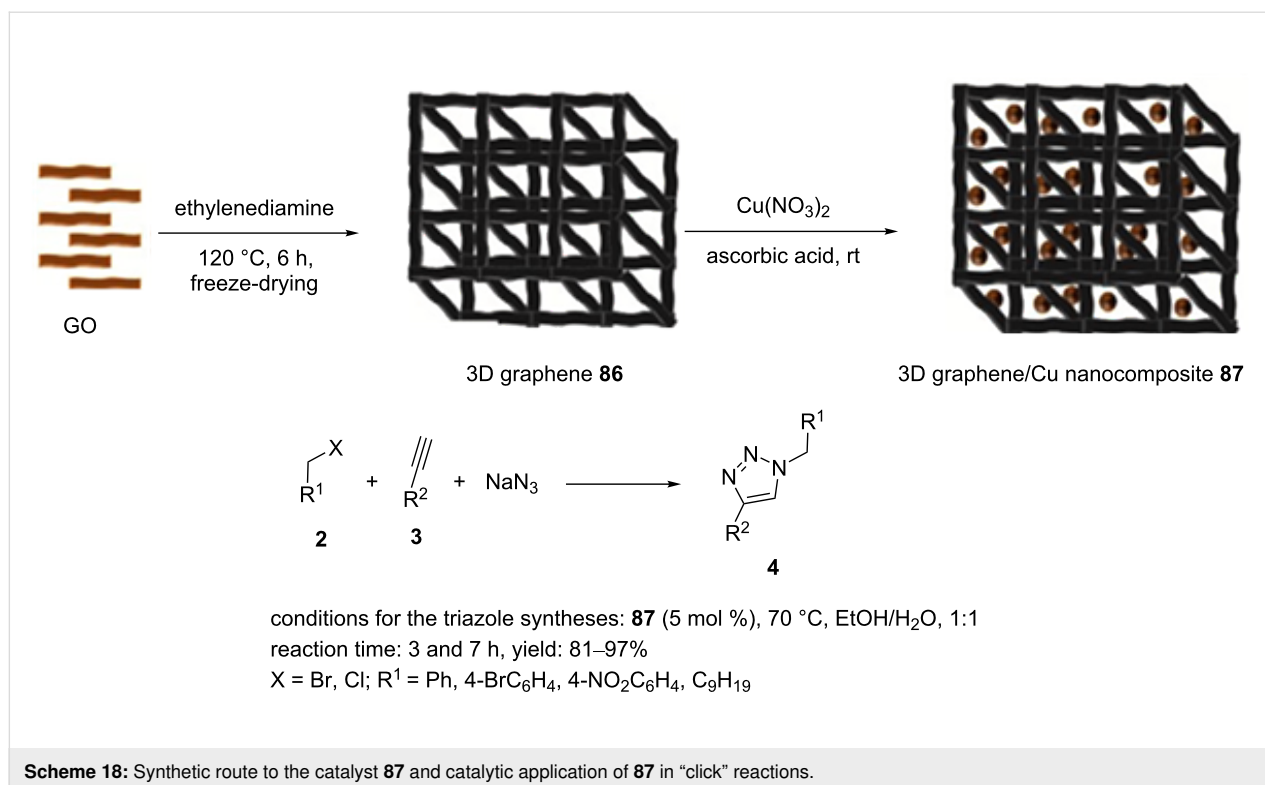 ethylenediamine
120 °C, 6 h,
freeze-drying
GO
Cu(NO₃)₂
ascorbic acid, rt
3D graphene 86
3D graphene/Cu nanocomposite 87
X
R¹
2
+
R²
3
+
NaN₃
R¹
N
N
N
R²
4
conditions for the triazole syntheses: 87 (5 mol %), 70 °C, EtOH/H₂O, 1:1
reaction time: 3 and 7 h, yield: 81–97%
X = Br, Cl; R¹ = Ph, 4-BrC₆H₄, 4-NO₂C₆H₄, C₉H₁₉
Scheme 18: Synthetic route to the catalyst 87 and catalytic application of 87 in “click” reactions.